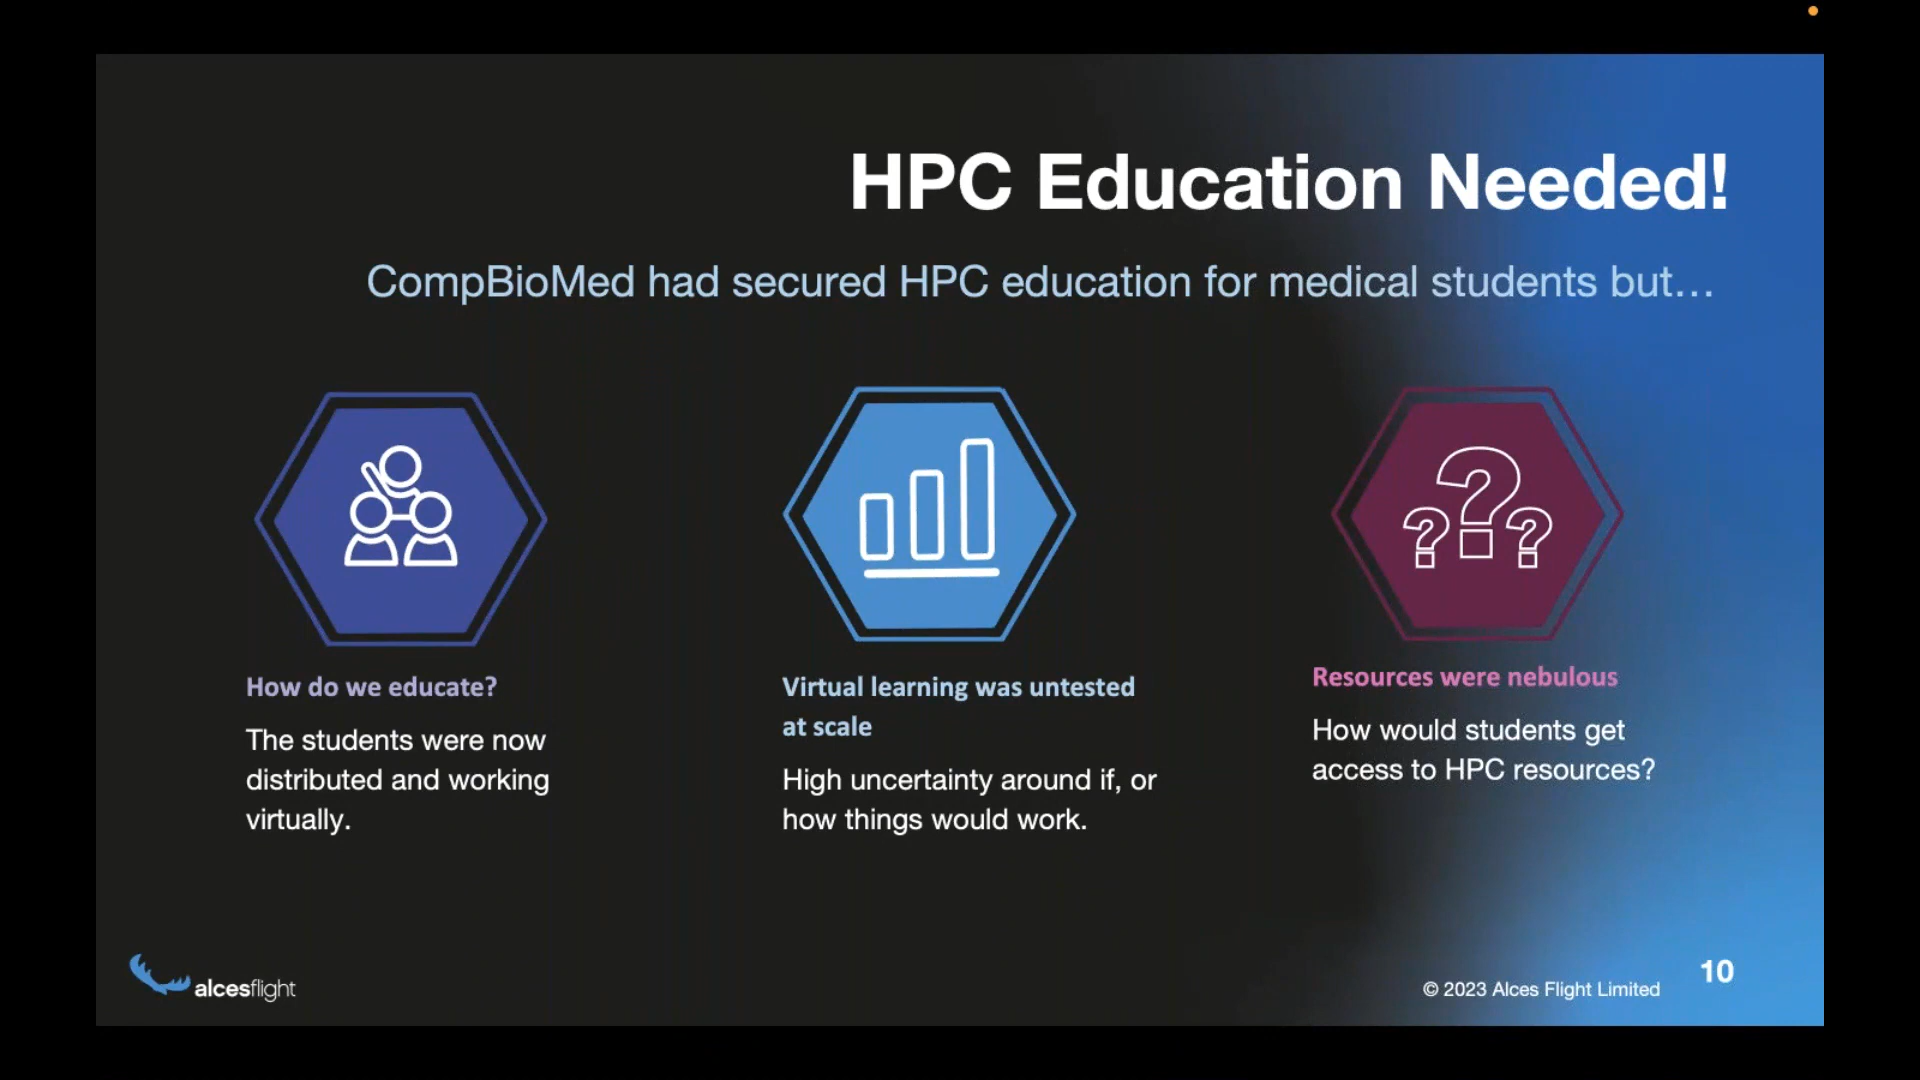 HPC Education Needed!
CompBioMed had secured HPC education for medical students but...
How do we educate?
The students were now
distributed and working
virtually.
Virtual learning was untested
at scale
High uncertainty around if, or
how things would work.
Resources were nebulous
How would students get
access to HPC resources?
alcesflight
© 2023 Alces Flight Limited
10